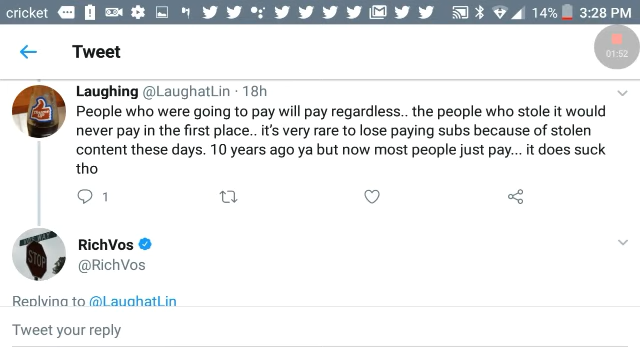 cricket 14% 3:28 PM
Tweet
01:52
Laughing @LaughatLin · 18h
People who were going to pay will pay regardless.. the people who stole it would
never pay in the first place.. it's very rare to lose paying subs because of stolen
content these days. 10 years ago ya but now most people just pay... it does suck
tho
1
RichVos
@RichVos
STOP
Replying to @LaughatLin
Tweet your reply